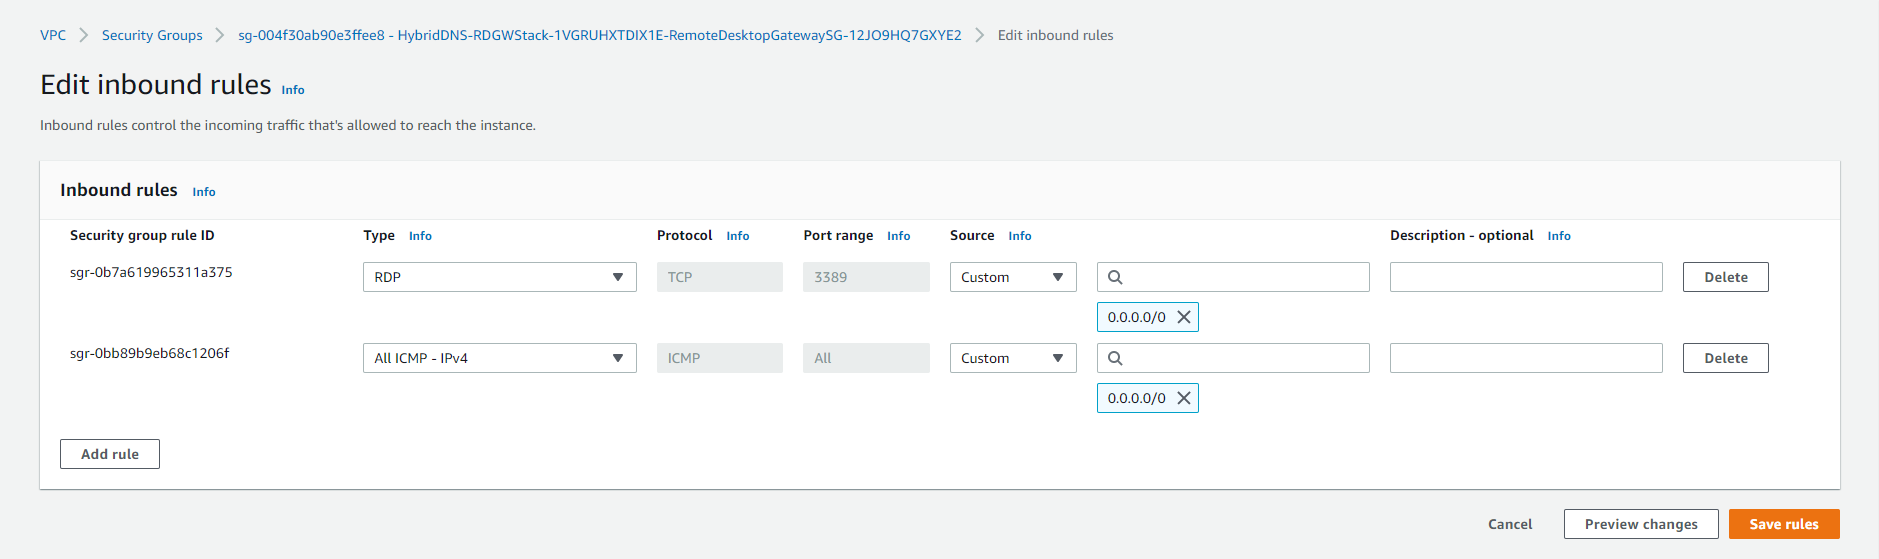 VPC > Security Groups > sg-004f30ab90e3ffee8 - HybridDNS-RDGWStack-1VGRUHXTDIX1E-RemoteDesktopGatewaySG-12JO9HQ7GXYE2 > Edit inbound rules
Edit inbound rules Info
Inbound rules control the incoming traffic that's allowed to reach the instance.
Inbound rules Info
Security group rule ID Type Info Protocol Info Port range Info Source Info Description - optional Info
sgr-0b7a619965311a375 RDP TCP 3389 Custom Delete
0.0.0.0/0
sgr-0bb89b9eb68c1206f All ICMP - IPv4 ICMP All Custom Delete
0.0.0.0/0
Add rule
Cancel Preview changes Save rules